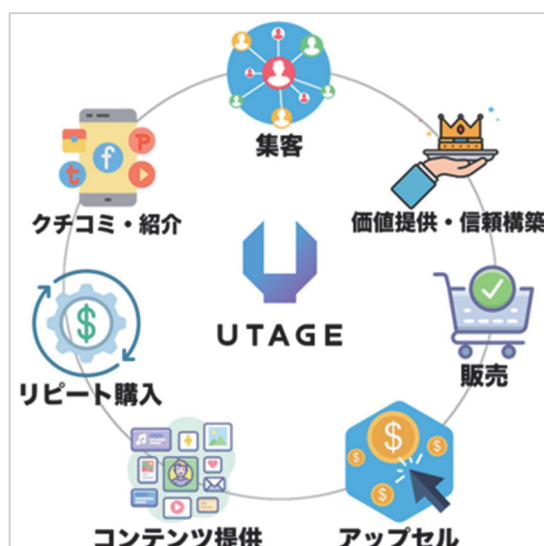 集客
価値提供・信頼構築
販売
アップセル
コンテンツ提供
リピート購入
クチコミ・紹介
UTAGE